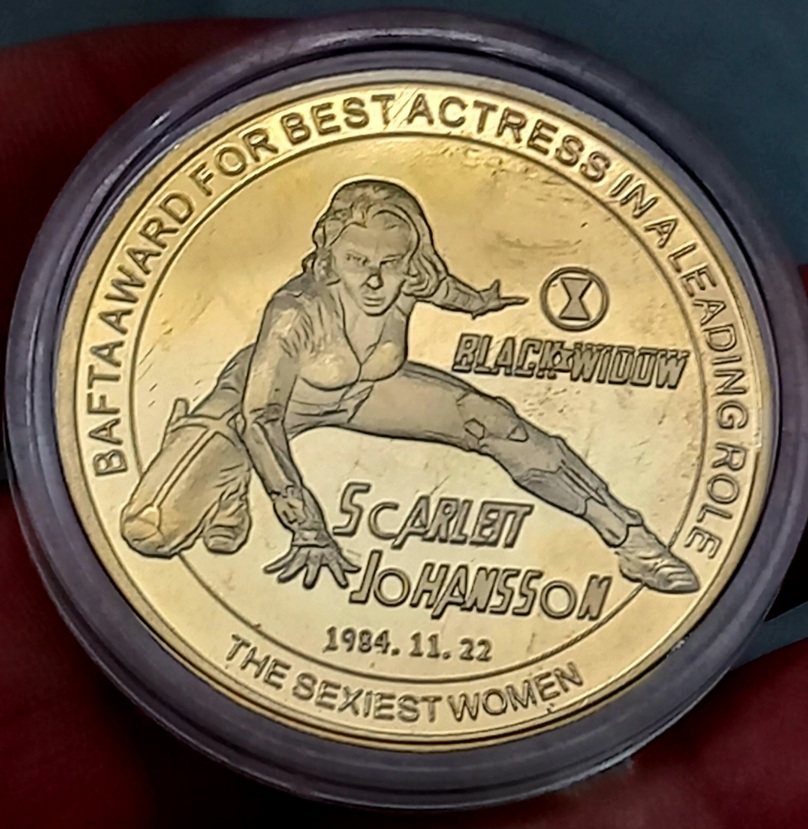 BAFTA AWARD FOR BEST ACTRESS IN A LEADING ROLE
BLACK WIDOW
SCARLETT
JOHANSSON
1984.11.22
THE SEXIEST WOMEN